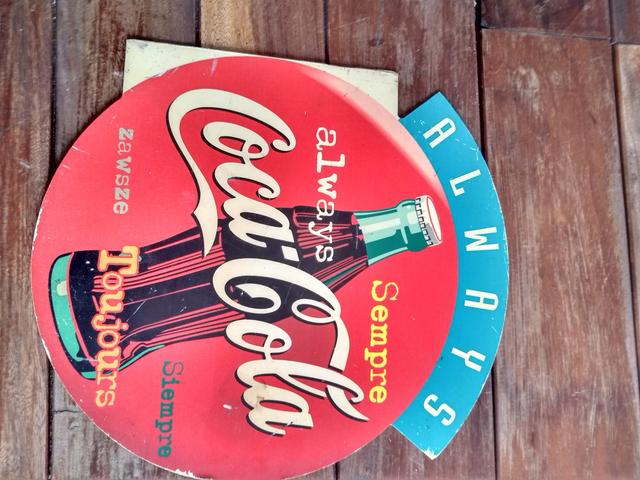 ALWAYS
Sempre
always
Coca-Cola
Siempre
zawsze
Toujours